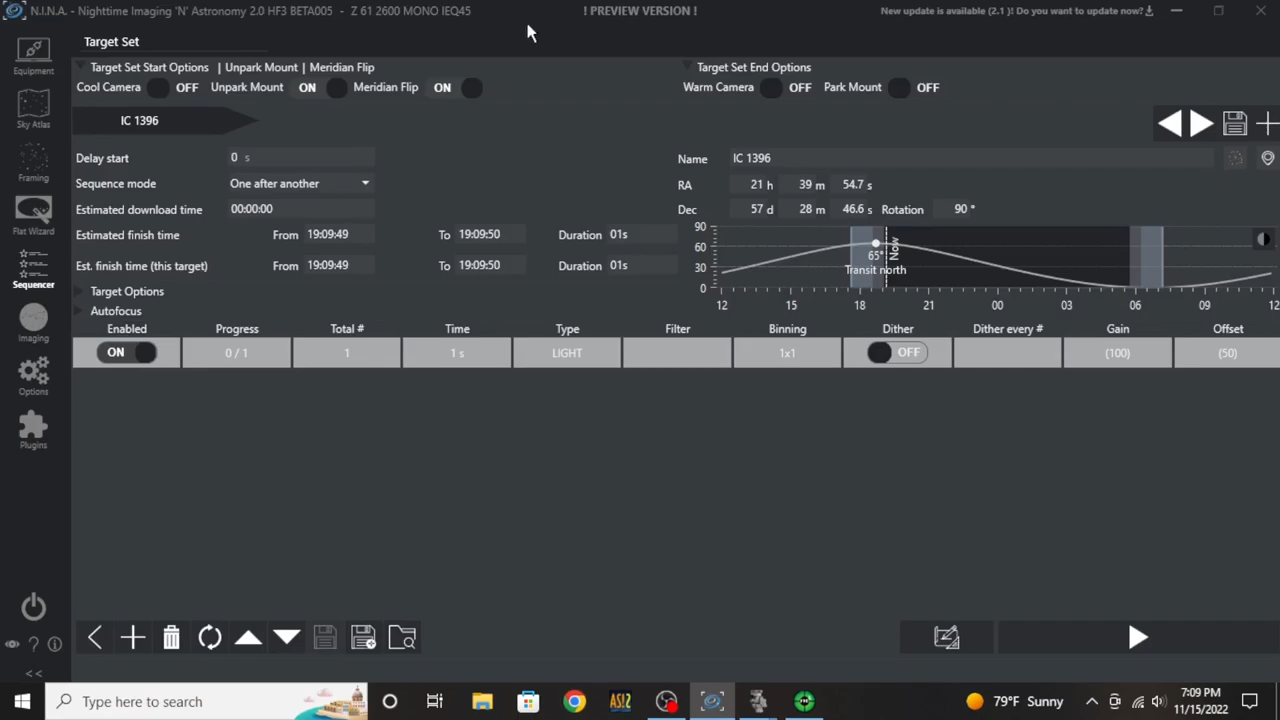 N.I.N.A. - Nighttime Imaging 'N' Astronomy 2.0 HF3 BETA005 - Z 61 2600 MONO IEQ45 ! PREVIEW VERSION ! New update is available (2.1 )! Do you want to update now?
Equipment
Sky Atlas
Framing
Flat Wizard
Sequencer
Imaging
Options
Plugins
<<
Target Set
Target Set Start Options | Unpark Mount | Meridian Flip Target Set End Options
Cool Camera OFF Unpark Mount ON Meridian Flip ON Warm Camera OFF Park Mount OFF
IC 1396
Delay start 0 s
Sequence mode One after another
Estimated download time 00:00:00
Estimated finish time From 19:09:49 To 19:09:50 Duration 01s
Est. finish time (this target) From 19:09:49 To 19:09:50 Duration 01s
Target Options
Autofocus
Name IC 1396
RA 21 h 39 m 54.7 s
Dec 57 d 28 m 46.6 s Rotation 90 °
90
60
30
0
65°
Transit north
Now
12 15 18 21 00 03 06 09 12
Enabled Progress Total # Time Type Filter Binning Dither Dither every # Gain Offset
ON 0 / 1 1 1 s LIGHT 1x1 OFF (100) (50)
Type here to search
ASI2
79°F Sunny
7:09 PM
11/15/2022